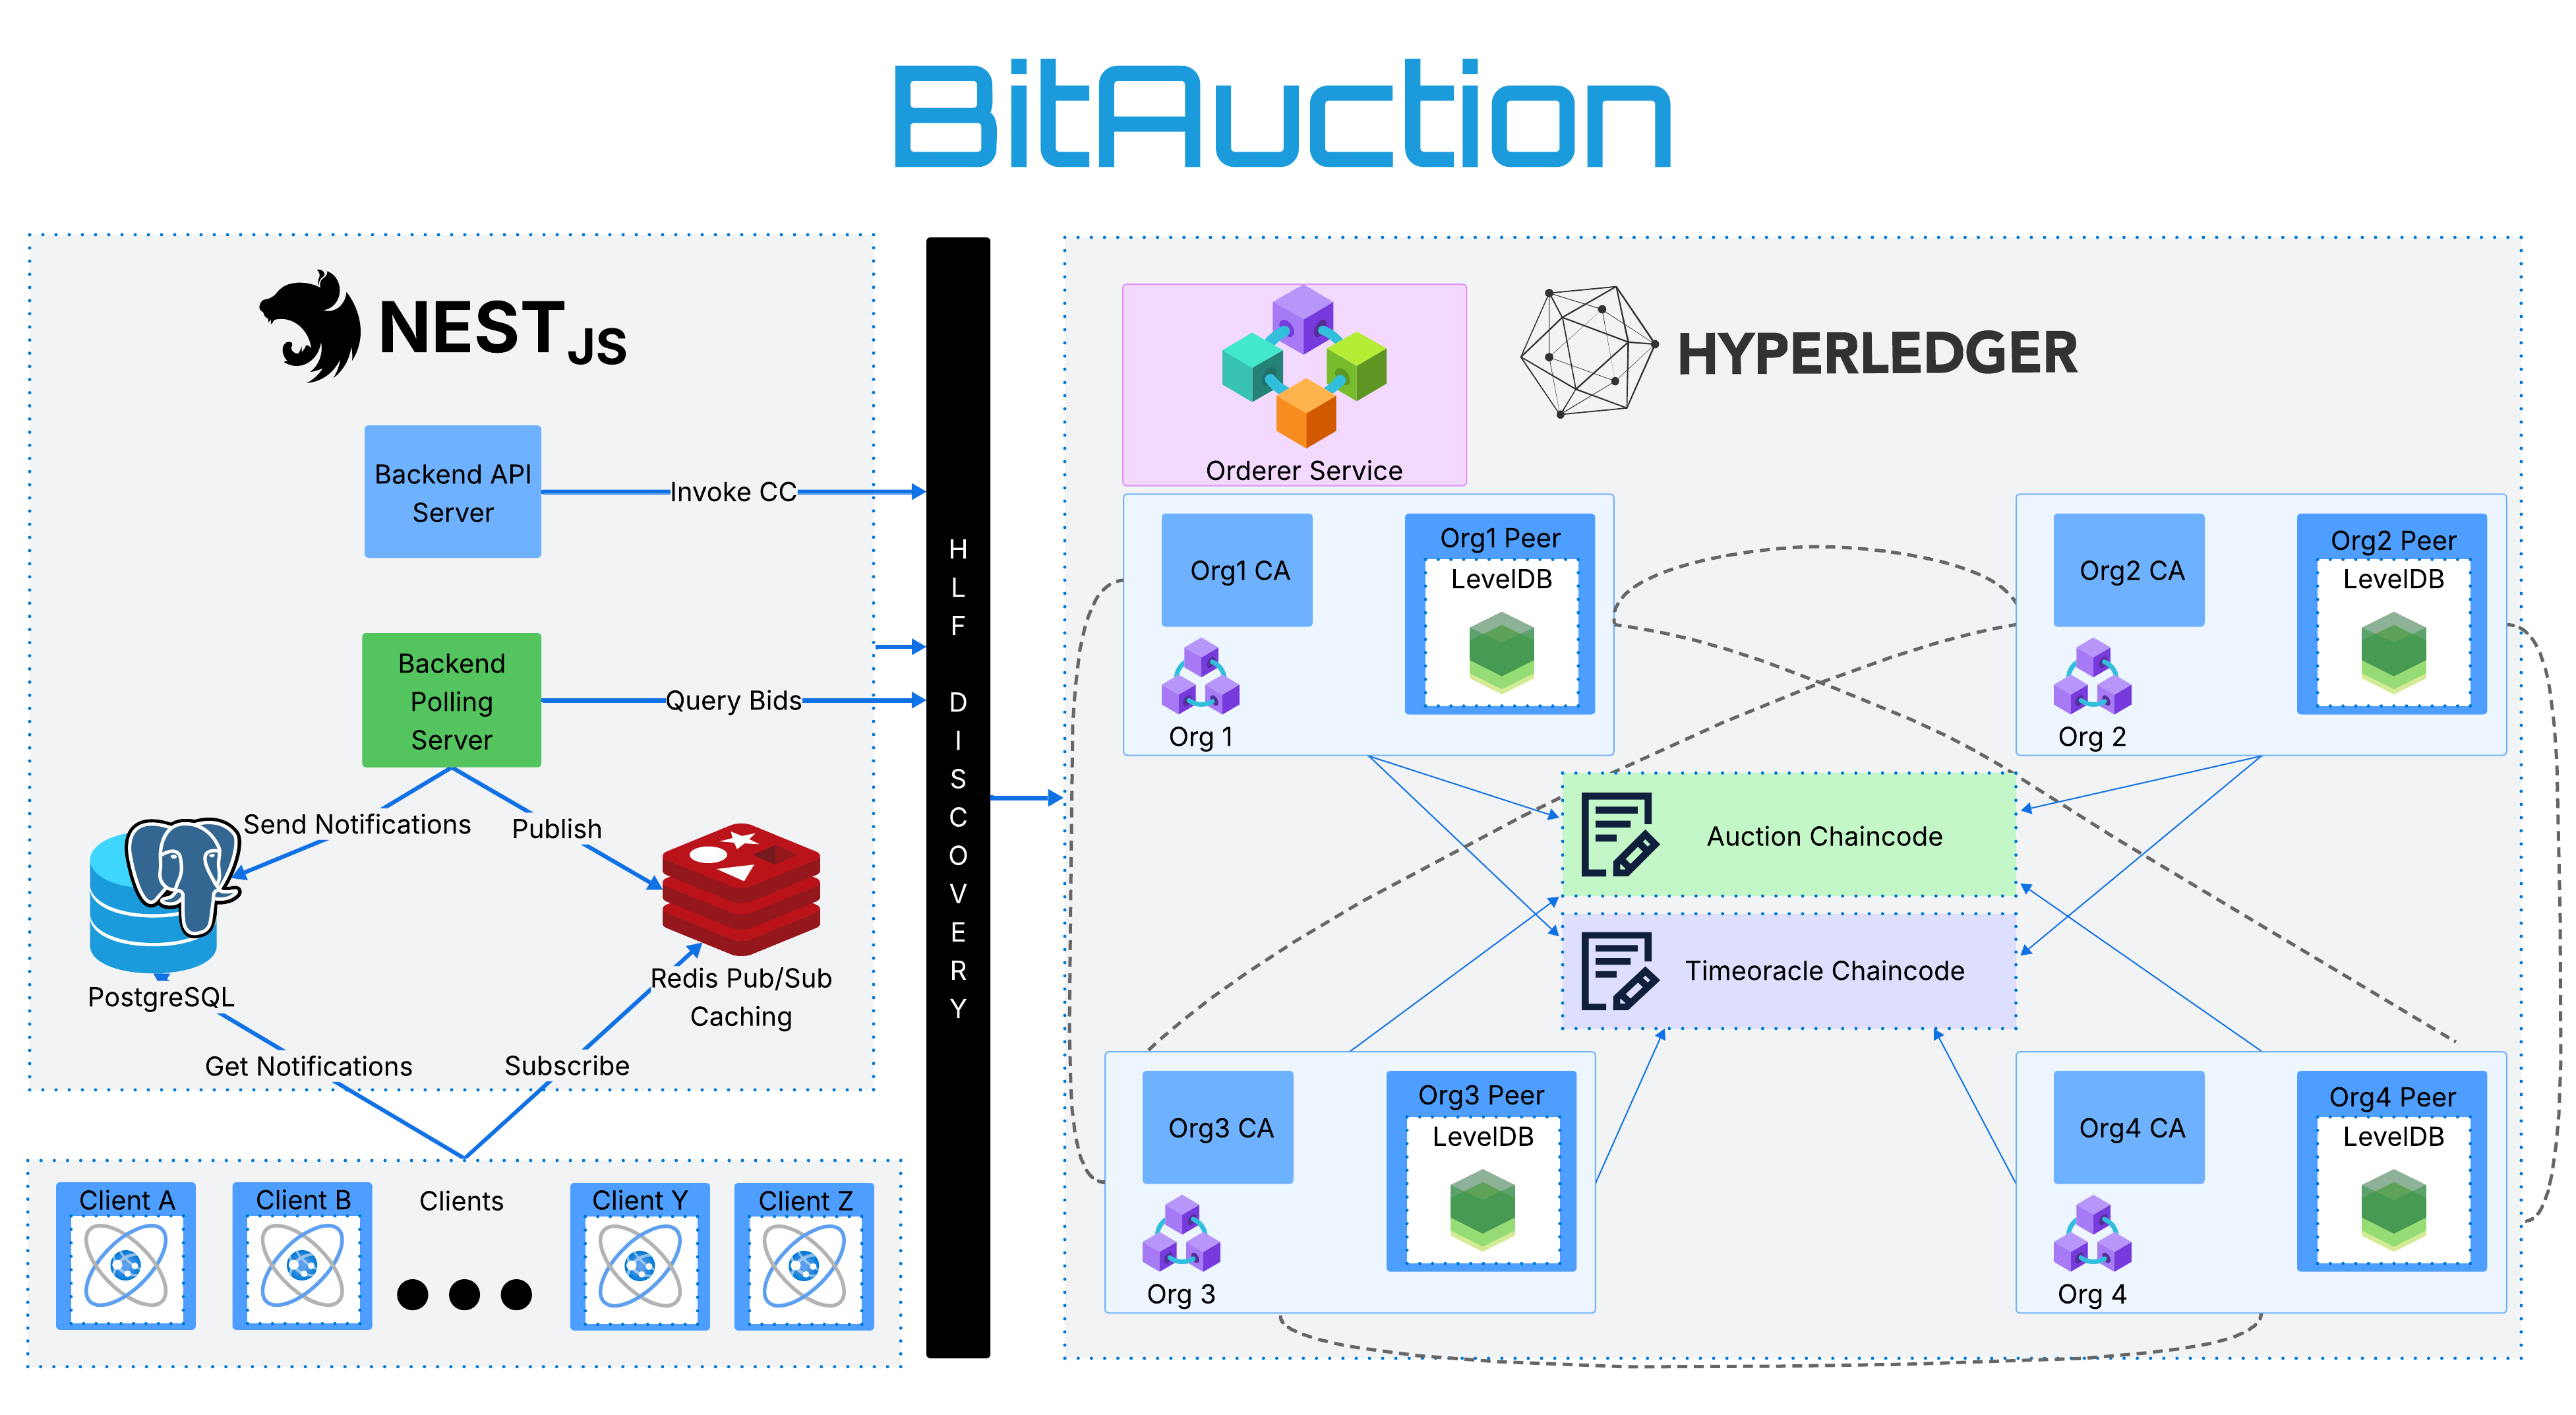 BitAuction
NEST JS
Backend API
Server
Invoke CC
Backend
Polling
Server
Query Bids
Send Notifications
Publish
PostgreSQL
Redis Pub/Sub
Caching
Get Notifications
Subscribe
Client A
Client B
Clients
Client Y
Client Z
HLF DISCOVERY
Orderer Service
HYPERLEDGER
Org1 CA
Org1 Peer
LevelDB
Org 1
Org2 CA
Org2 Peer
LevelDB
Org 2
Auction Chaincode
Timeoracle Chaincode
Org3 CA
Org3 Peer
LevelDB
Org 3
Org4 CA
Org4 Peer
LevelDB
Org 4